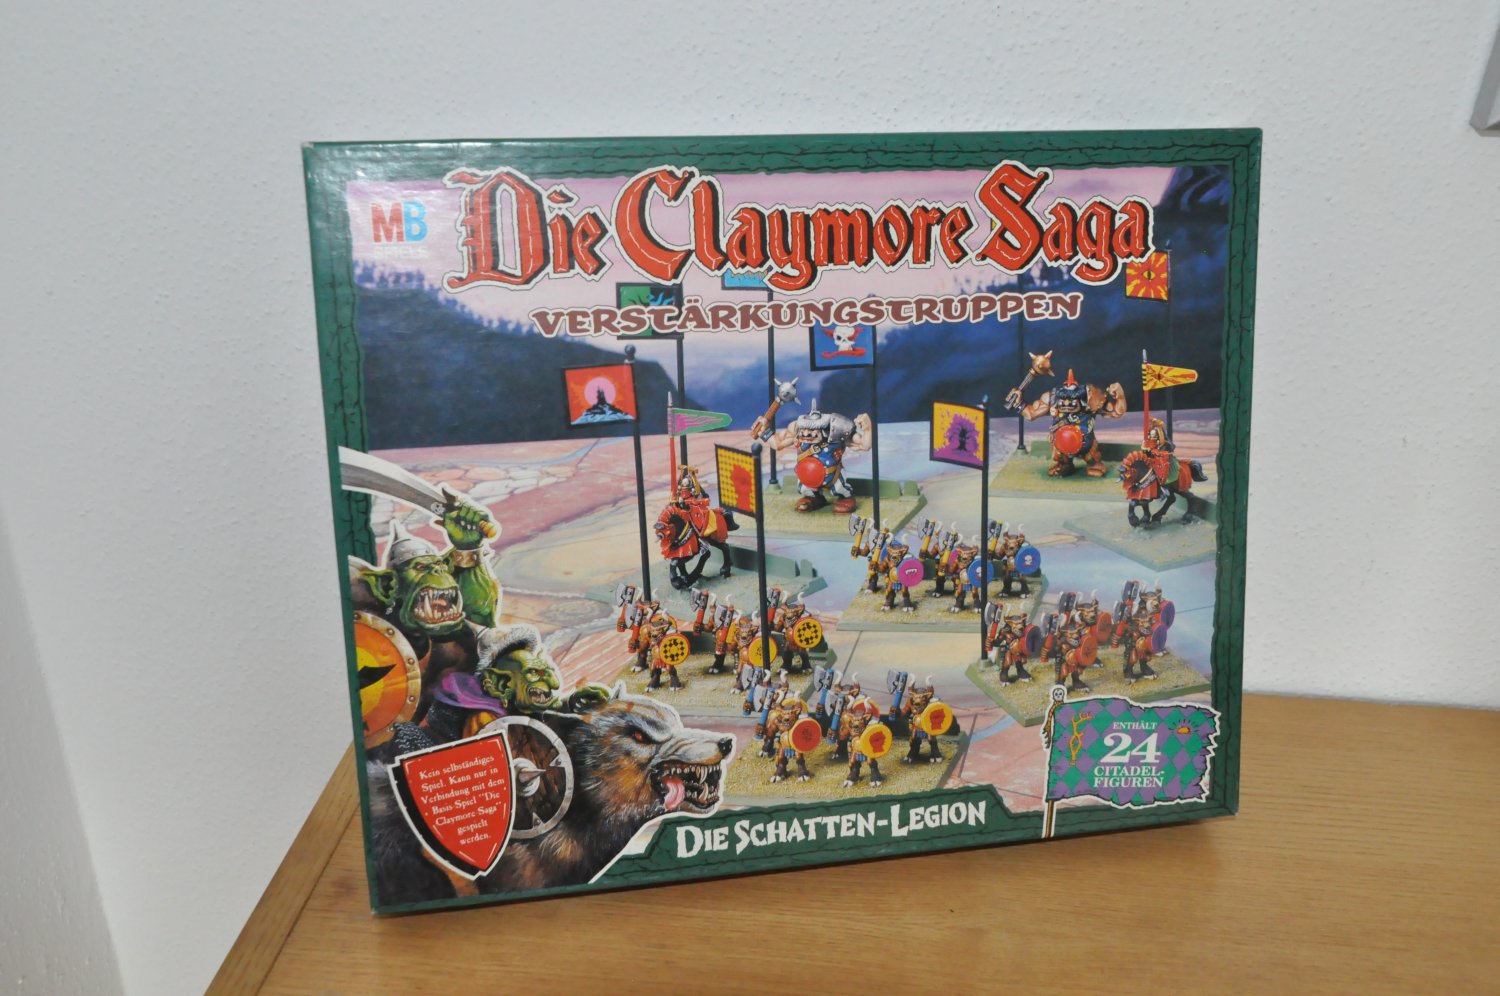 MB
SPIELE
Die Claymore Saga
VERSTÄRKUNGSTRUPPEN
Kein selbständiges
Spiel. Kann nur in
Verbindung mit dem
Basis Spiel "Die
Claymore Saga"
gespielt
werden.
DIE SCHATTEN-LEGION
ENTHÄLT
24
CITADEL-
FIGUREN